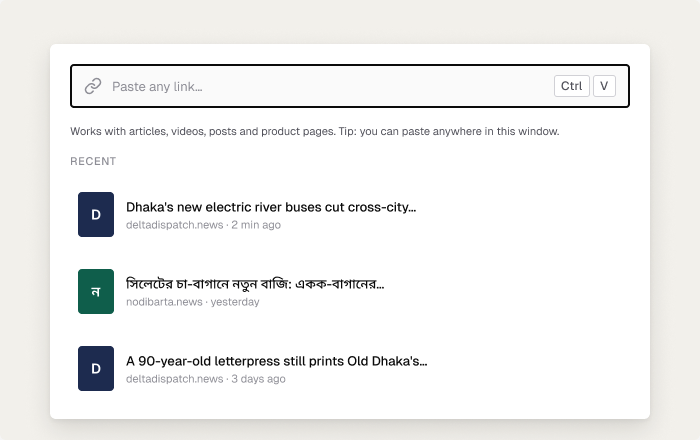 Paste any link...
Ctrl V
Works with articles, videos, posts and product pages. Tip: you can paste anywhere in this window.
RECENT
D
Dhaka's new electric river buses cut cross-city...
deltadispatch.news · 2 min ago
ন
সিলেটের চা-বাগানে নতুন বাজি: একক-বাগানের...
nodibarta.news · yesterday
D
A 90-year-old letterpress still prints Old Dhaka's...
deltadispatch.news · 3 days ago